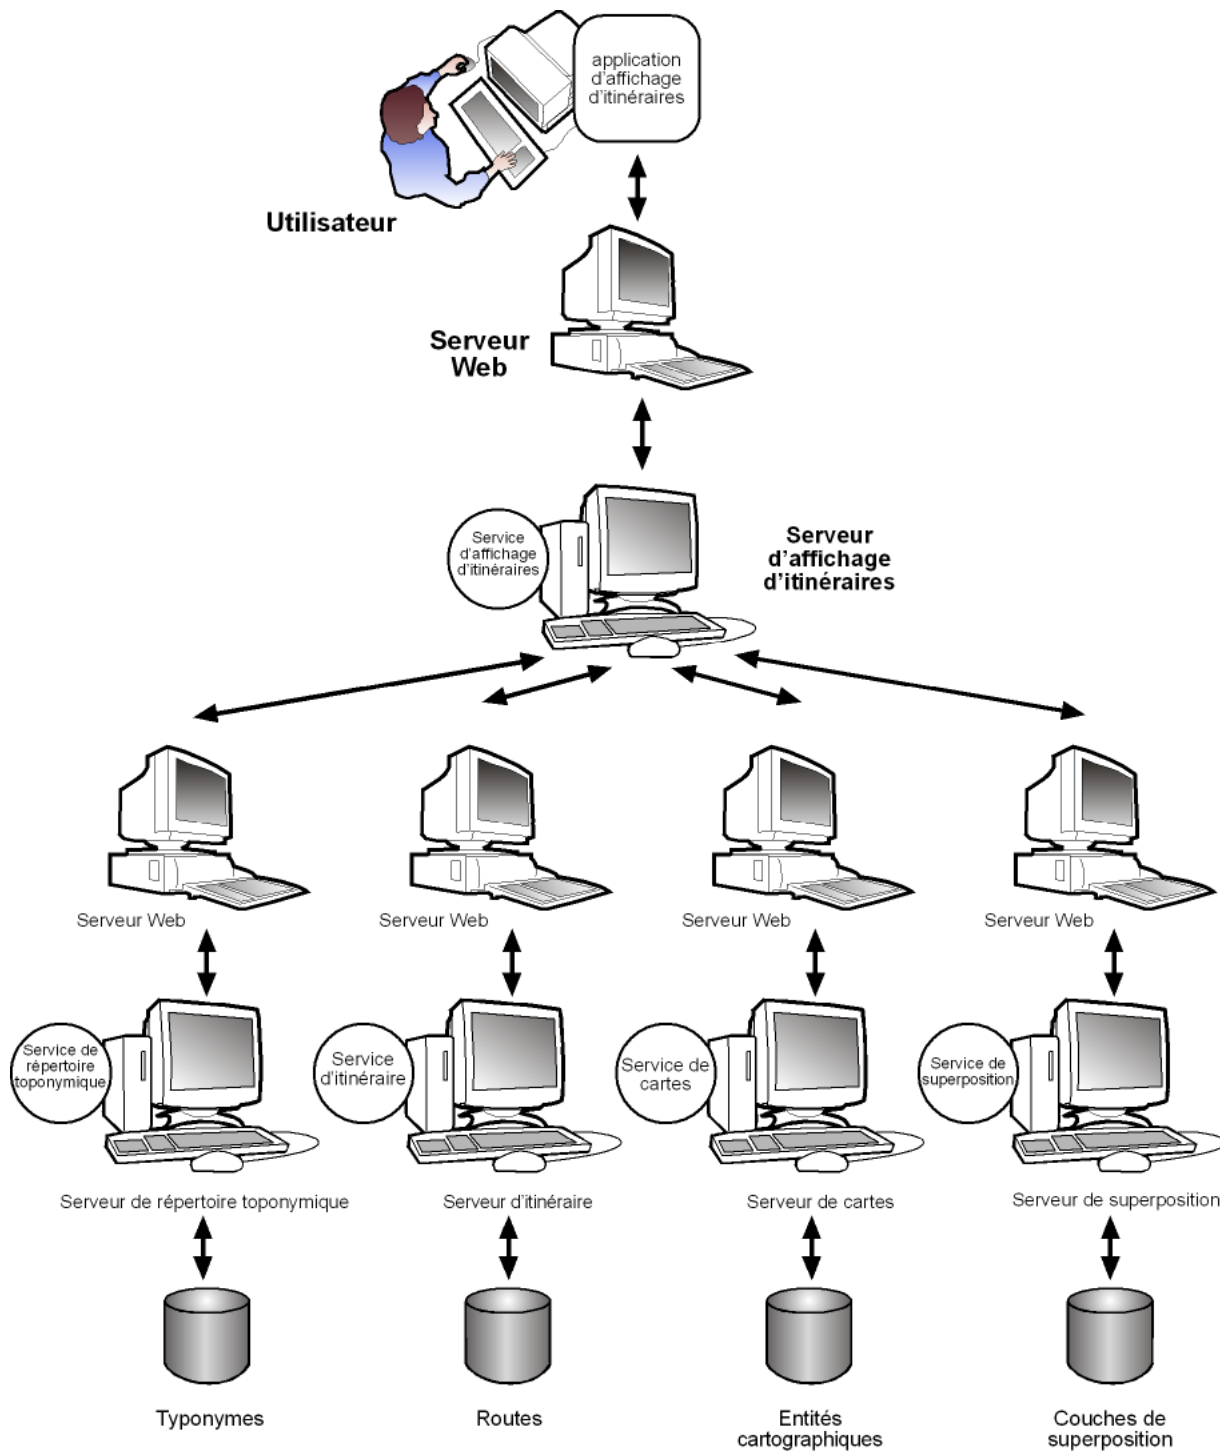 application
d'affichage
d'itinéraires
Utilisateur
Serveur
Web
Service
d'affichage
d'itinéraires
Serveur
d'affichage
d'itinéraires
Serveur Web
Serveur Web
Serveur Web
Serveur Web
Service de
répertoire
toponymique
Service
d'itinéraire
Service de
cartes
Service de
superposition
Serveur de répertoire toponymique
Serveur d'itinéraire
Serveur de cartes
Serveur de superposition
Typonymes
Routes
Entités
cartographiques
Couches de
superposition